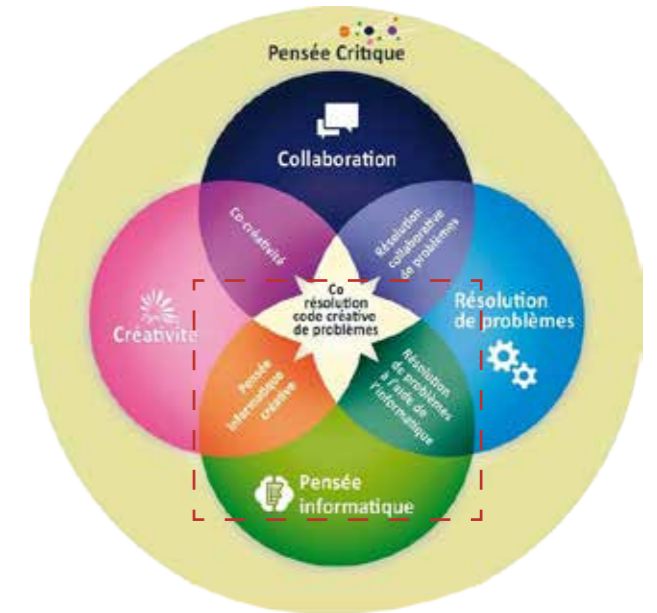 Pensée Critique
Collaboration
Co-créativité
Résolution
collaborative
de problèmes
Co
résolution
code créative
de problèmes
Créativité
Résolution
de problèmes
Pensée
informatique
créative
Résolution
de problèmes
à l'aide de
l'informatique
Pensée
informatique